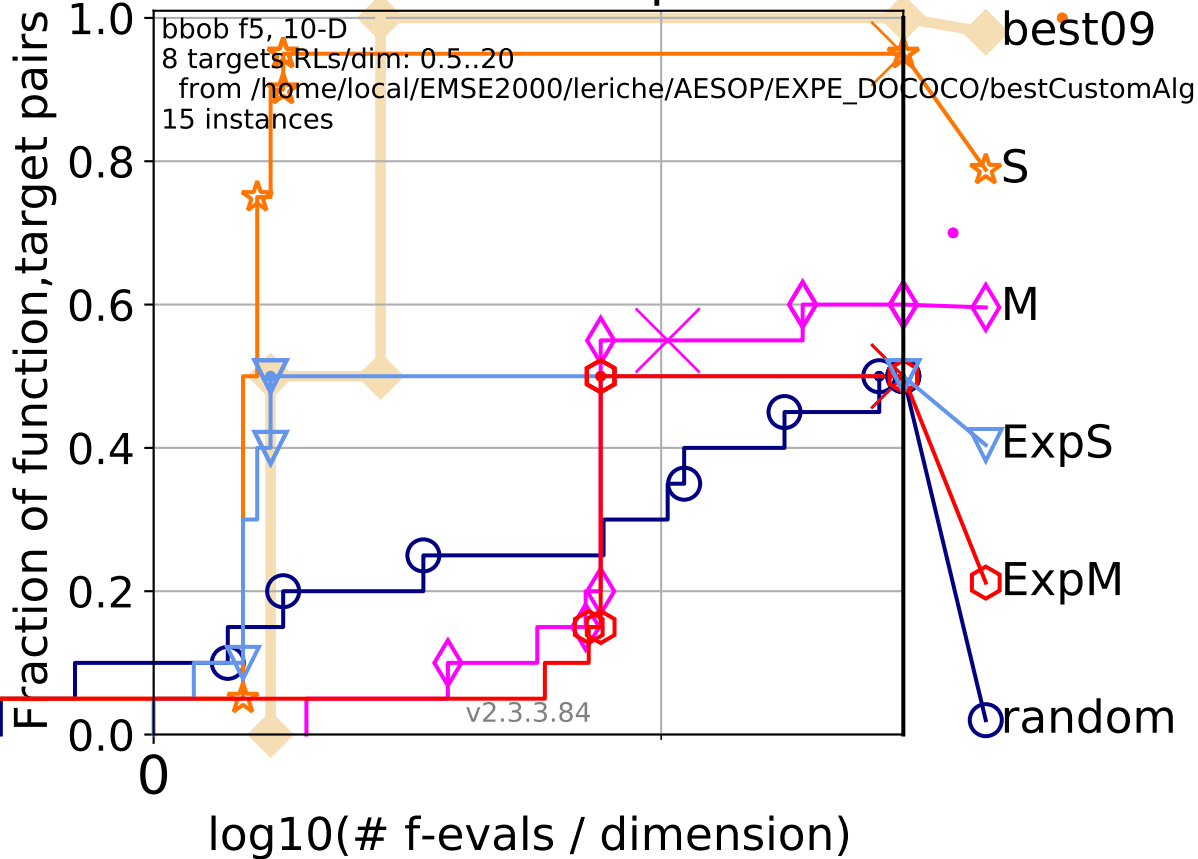 bbob f5, 10-D
8 targets RLs/dim: 0.5..20
from /home/local/EMSE2000/leriche/AESOP/EXPE_DOCOCO/bestCustomAlg
15 instances
Fraction of function,target pairs
1.0
0.8
0.6
0.4
0.2
0.0
0
log10(# f-evals / dimension)
v2.3.3.84
best09
S
M
ExpS
ExpM
random